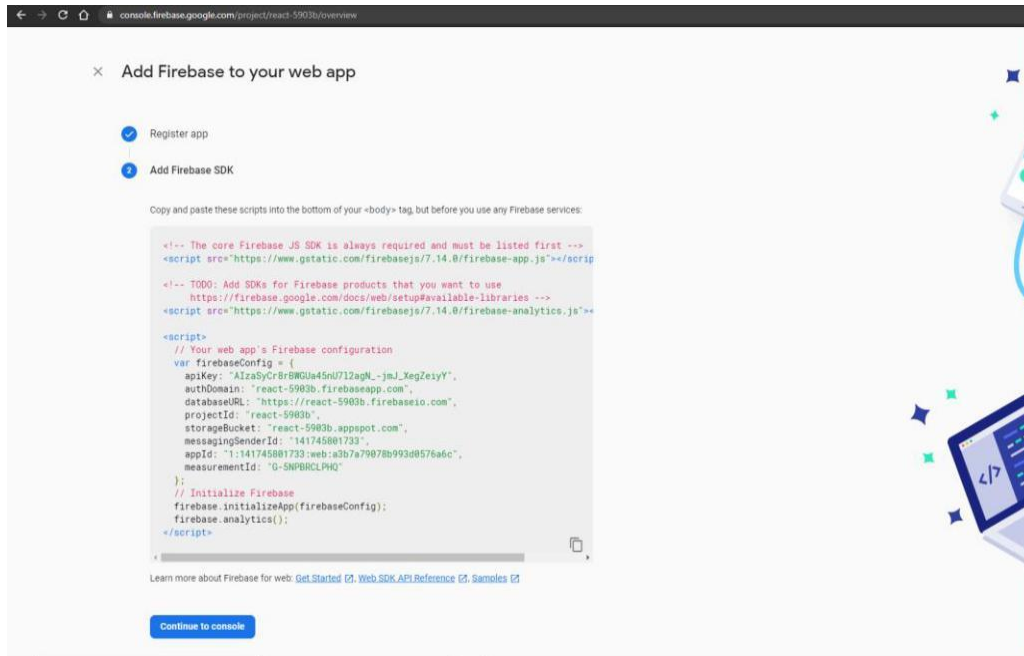 console.firebase.google.com/project/react-5903b/overview
Add Firebase to your web app
Register app
2
Add Firebase SDK
Copy and paste these scripts into the bottom of your <body> tag, but before you use any Firebase services:
<!-- The core Firebase JS SDK is always required and must be listed first -->
<script src="https://www.gstatic.com/firebasejs/7.14.0/firebase-app.js"></scrip
<!-- TODO: Add SDKs for Firebase products that you want to use
https://firebase.google.com/docs/web/setup#available-libraries -->
<script src="https://www.gstatic.com/firebasejs/7.14.0/firebase-analytics.js"><
<script>
// Your web app's Firebase configuration
var firebaseConfig = {
apiKey: "AIzaSyCr8rBWGUa45nU7l2agN_-jmJ_XegZeiyY",
authDomain: "react-5903b.firebaseapp.com",
databaseURL: "https://react-5903b.firebaseio.com",
projectId: "react-5903b",
storageBucket: "react-5903b.appspot.com",
messagingSenderId: "141745801733",
appId: "1:141745801733:web:a3b7a79078b993d0576a6c",
measurementId: "G-5NPBRCLPHQ"
};
// Initialize Firebase
firebase.initializeApp(firebaseConfig);
firebase.analytics();
</script>
Learn more about Firebase for web: Get Started, Web SDK API Reference, Samples
Continue to console